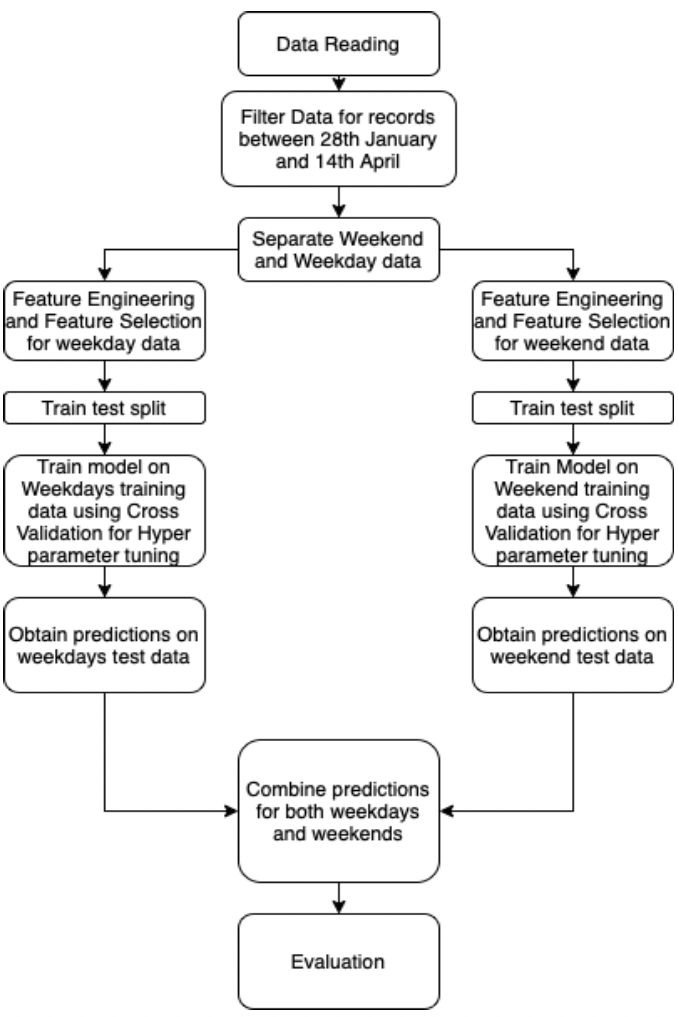 Data Reading
Filter Data for records
between 28th January
and 14th April
Separate Weekend
and Weekday data
Feature Engineering
and Feature Selection
for weekday data
Feature Engineering
and Feature Selection
for weekend data
Train test split
Train test split
Train model on
Weekdays training
data using Cross
Validation for Hyper
parameter tuning
Train Model on
Weekend training
data using Cross
Validation for Hyper
parameter tuning
Obtain predictions on
weekdays test data
Obtain predictions on
weekend test data
Combine predictions
for both weekdays
and weekends
Evaluation